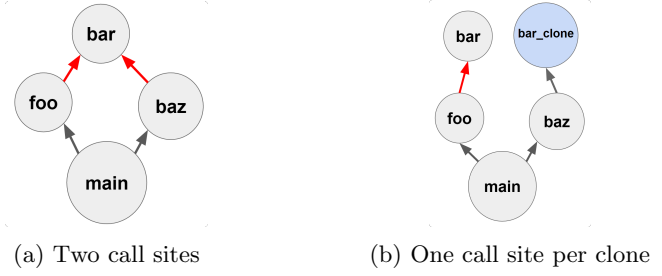 bar
foo
baz
main
(a) Two call sites
bar
bar_clone
foo
baz
main
(b) One call site per clone